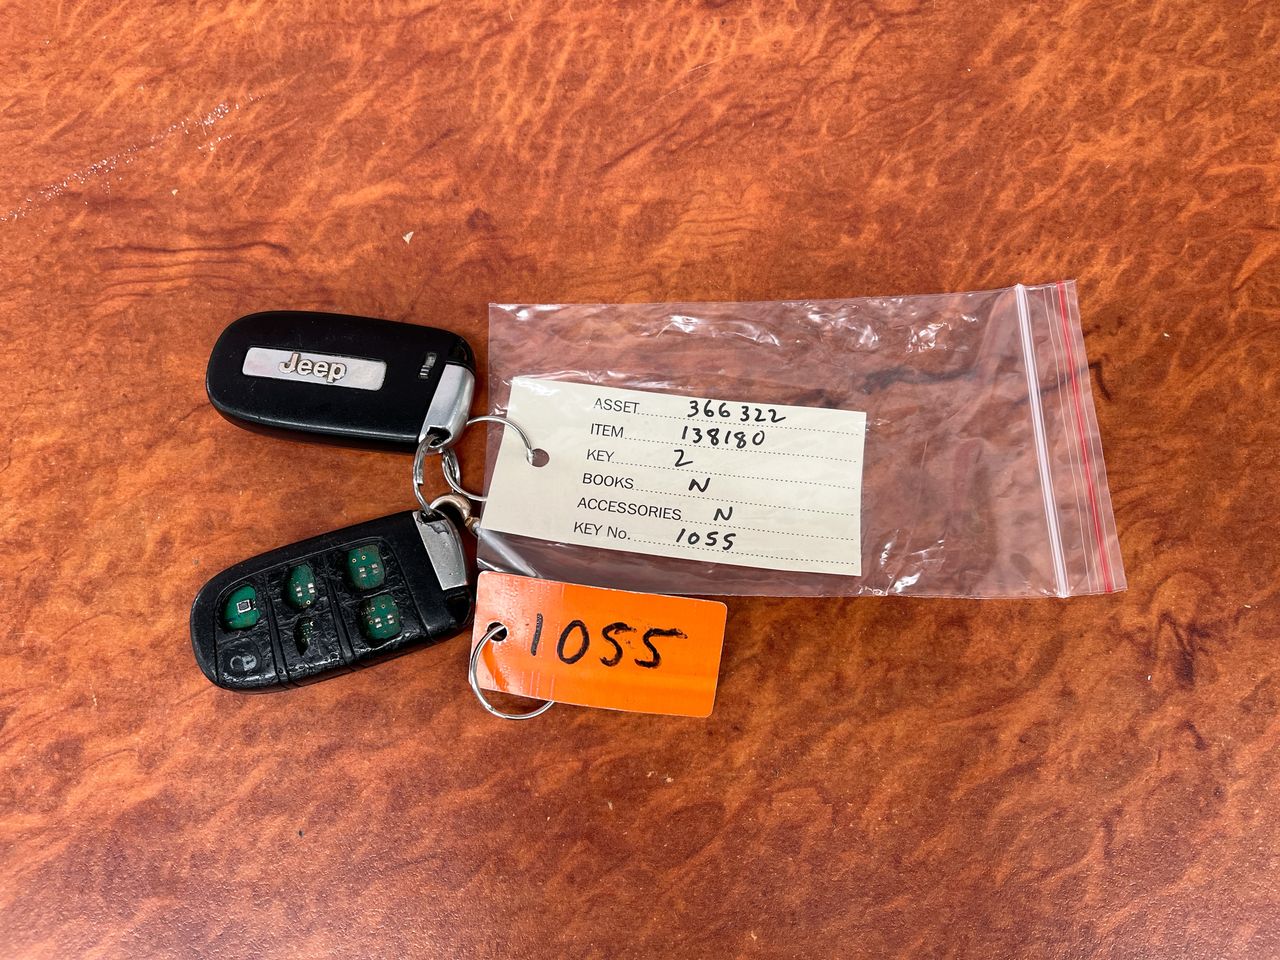 Jeep
ASSET 366322
ITEM 138180
KEY 2
BOOKS N
ACCESSORIES N
KEY No. 1055
1055